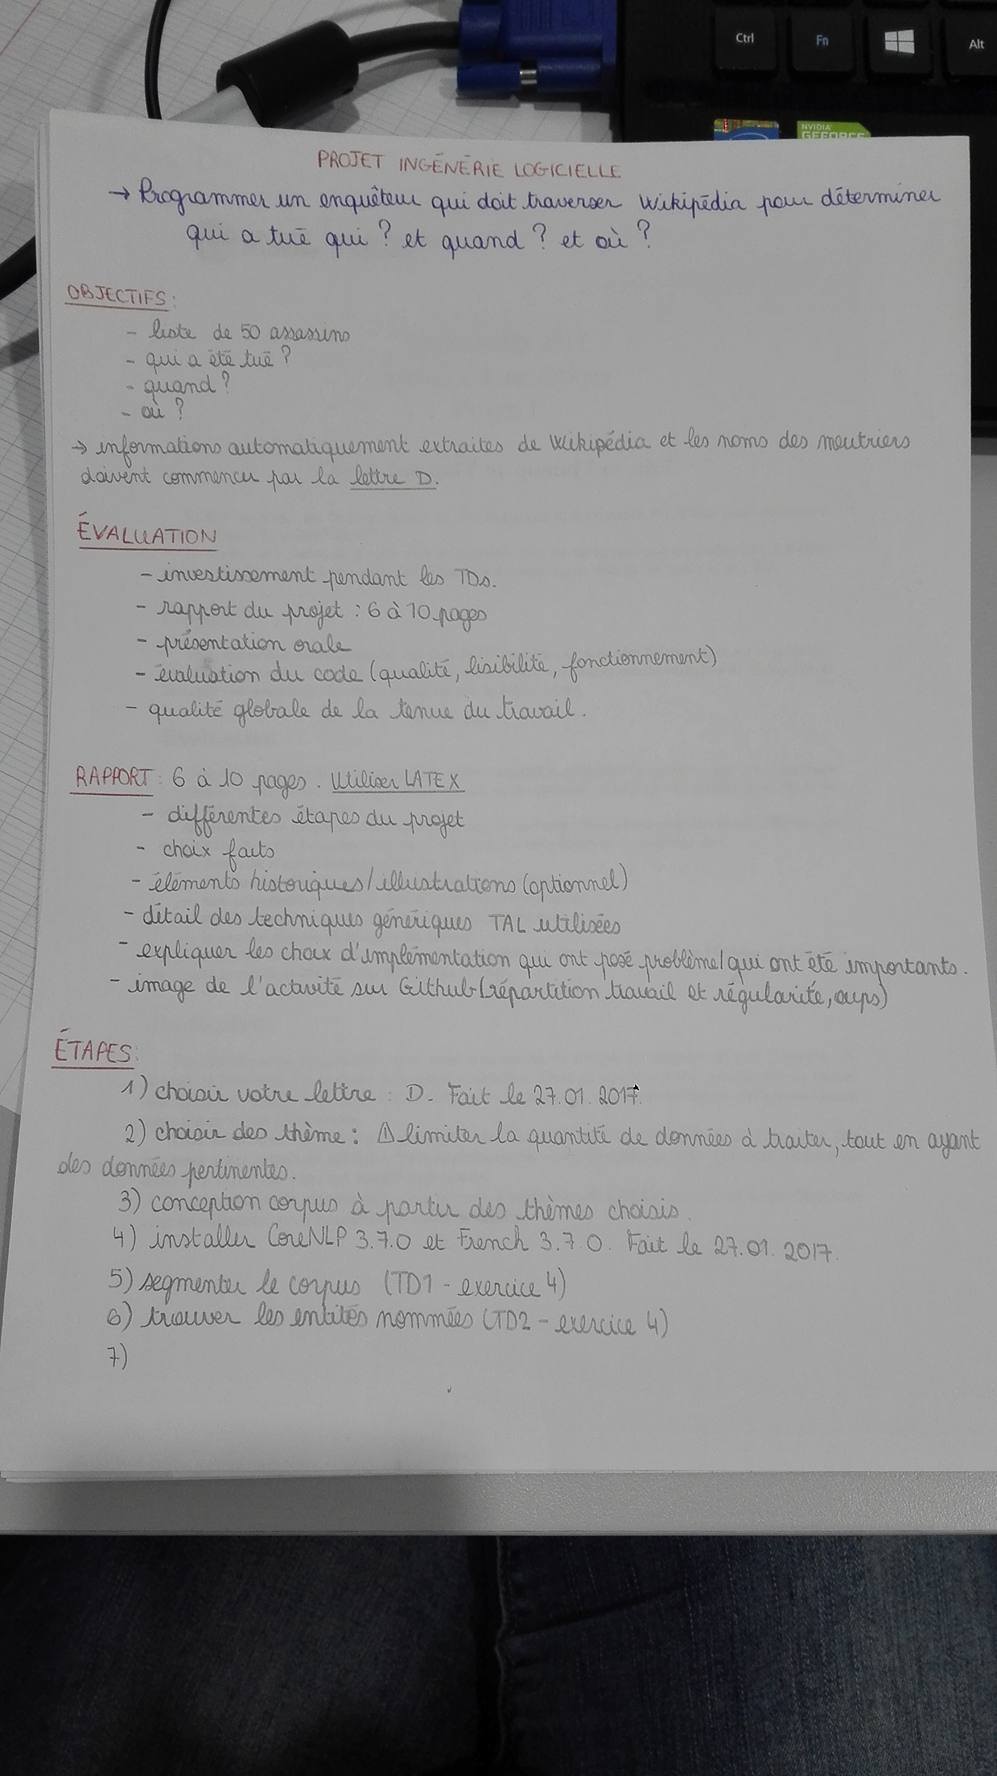 Ctrl
Fn
Alt
NVIDIA
GEFORCE
PROJET INGÉNÉRIE LOGICIELLE
→ Programmer un enquêteur qui doit traverser Wikipédia pour déterminer
qui a tué qui ? et quand ? et où ?
OBJECTIFS :
- liste de 50 assassins
- qui a été tué ?
- quand ?
- où ?
→ informations automatiquement extraites de Wikipédia et les noms des meutriers
doivent commencer par la lettre D.
ÉVALUATION
- investissement pendant les TDs.
- rapport du projet : 6 à 10 pages
- présentation orale
- évaluation du code (qualité, lisibilité, fonctionnement)
- qualité globale de la tenue du travail.
RAPPORT : 6 à 10 pages. Utiliser LATEX
- différentes étapes du projet
- choix faits
- éléments historiques/illustrations (optionnel)
- détail des techniques génériques TAL utilisées
- expliquer les choix d'implémentation qui ont posé problème/qui ont été importants.
- image de l'activité sur Github (répartition travail et régularité, oups)
ÉTAPES :
1) choisir votre lettre : D. Fait le 27.01.2017.
2) choisir des thème : ⚠ limiter la quantité de données à traiter, tout en ayant
des données pertinentes.
3) conception corpus à partir des thèmes choisis.
4) installer CoreNLP 3.7.0 et French 3.7.0. Fait le 27.01.2017.
5) segmenter le corpus (TD1 - exercice 4)
6) trouver les entités nommées (TD2 - exercice 4)
7)